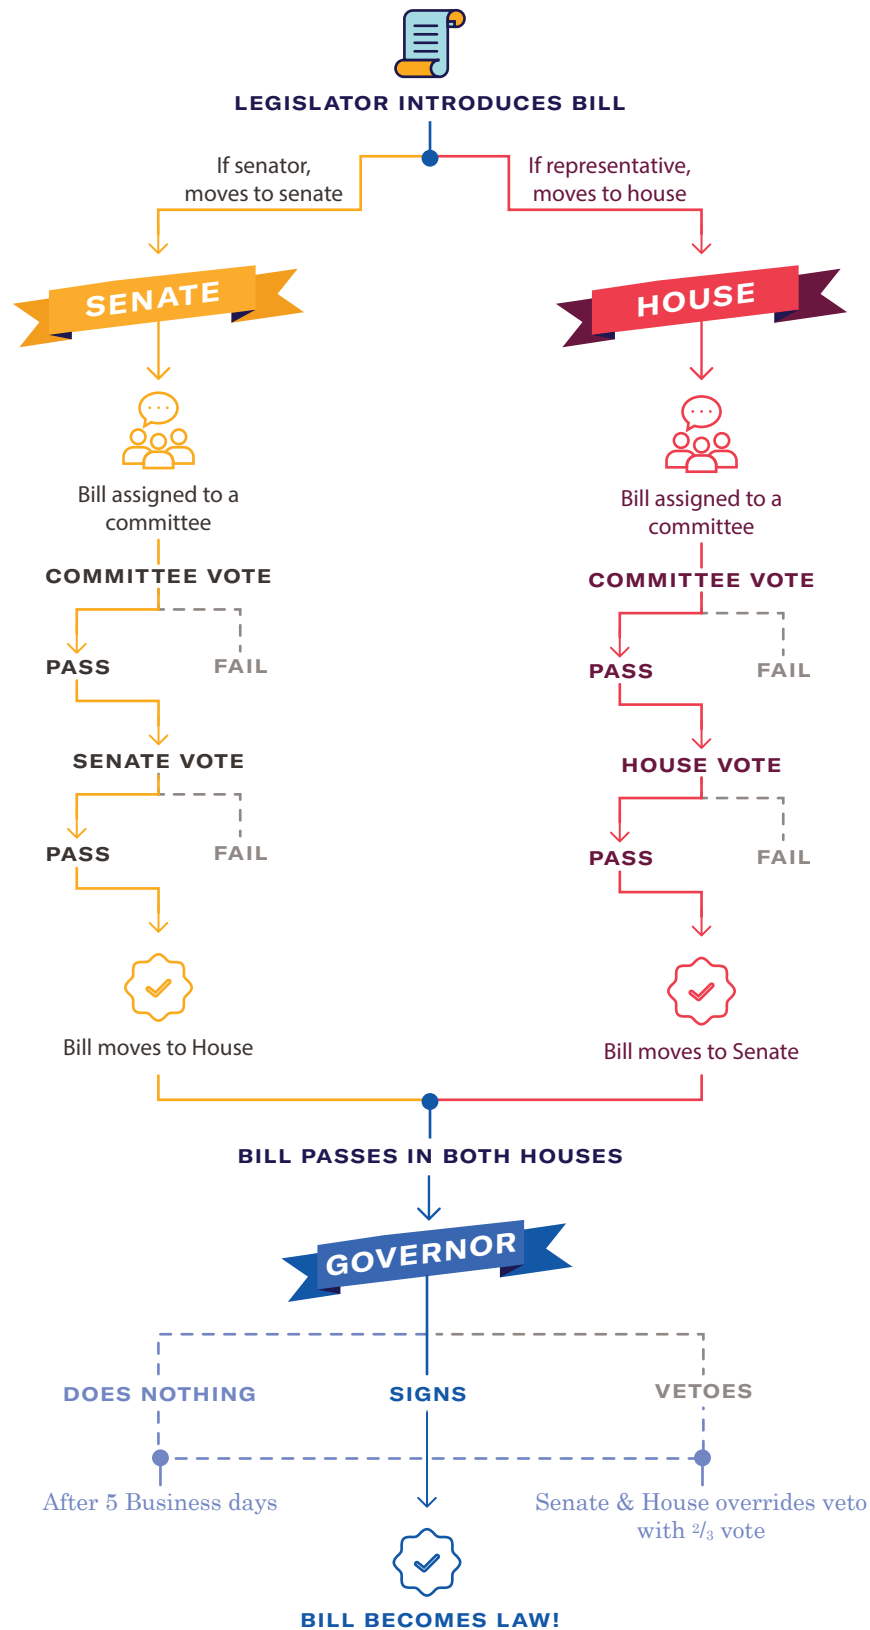 LEGISLATOR INTRODUCES BILL
If senator,
moves to senate
If representative,
moves to house
SENATE
Bill assigned to a
committee
COMMITTEE VOTE
PASS
FAIL
SENATE VOTE
PASS
FAIL
Bill moves to House
HOUSE
Bill assigned to a
committee
COMMITTEE VOTE
PASS
FAIL
HOUSE VOTE
PASS
FAIL
Bill moves to Senate
BILL PASSES IN BOTH HOUSES
GOVERNOR
DOES NOTHING
SIGNS
VETOES
After 5 Business days
Senate & House overrides veto
with 2/3 vote
BILL BECOMES LAW!